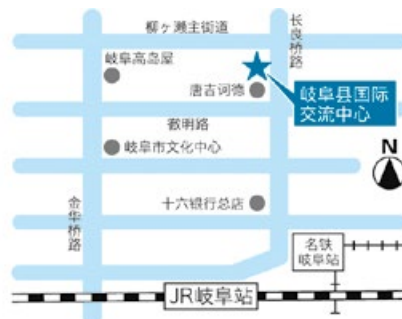 柳ヶ瀬主街道
长良桥路
岐阜高岛屋
唐吉诃德
岐阜县国际
交流中心
徹明路
岐阜市文化中心
N
金华桥路
十六银行总店
名铁
岐阜站
JR岐阜站